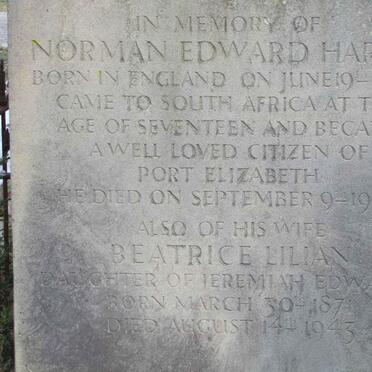 IN MEMORY OF
NORMAN EDWARD HAR
BORN IN ENGLAND ON JUNE 19-
CAME TO SOUTH AFRICA AT T
AGE OF SEVENTEEN AND BECA
A WELL LOVED CITIZEN OF
PORT ELIZABETH
HE DIED ON SEPTEMBER 9-19
ALSO OF HIS WIFE
BEATRICE LILIAN
DAUGHTER OF JEREMIAH EDWA
BORN MARCH 30-187
DIED AUGUST 14-1943